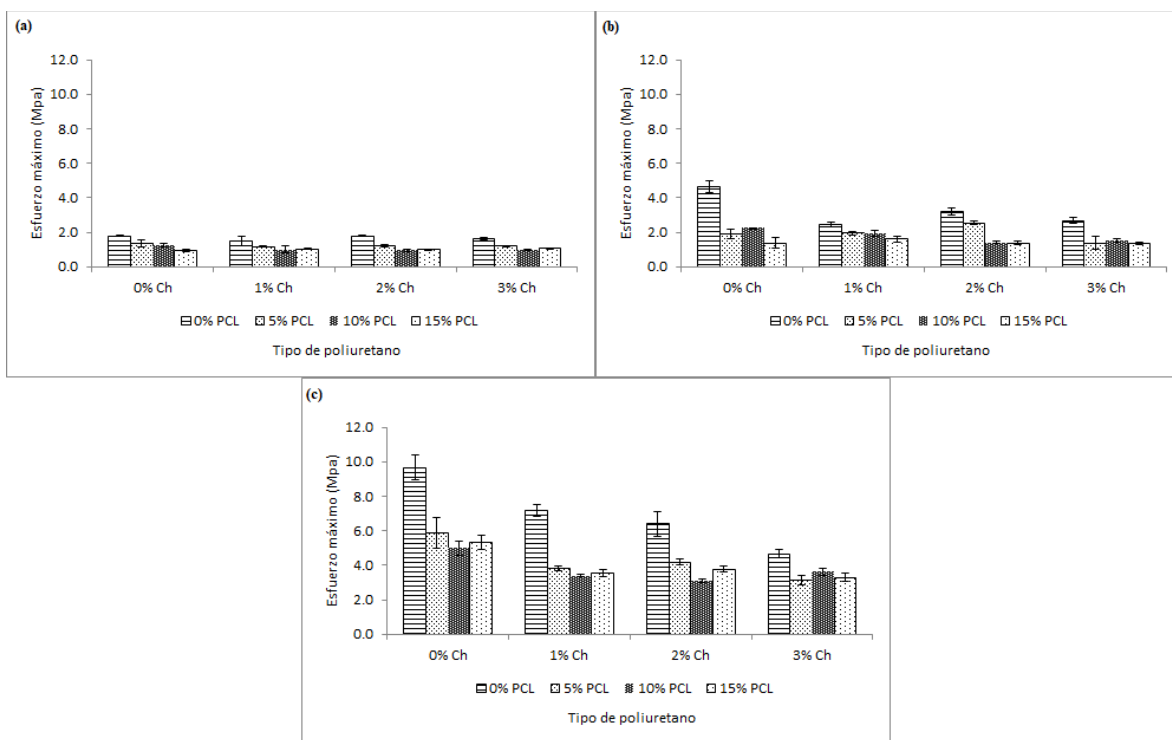 (a)
Esfuerzo máximo (Mpa)
12.0
10.0
8.0
6.0
4.0
2.0
0.0
0% Ch 1% Ch 2% Ch 3% Ch
0% PCL 5% PCL 10% PCL 15% PCL
Tipo de poliuretano
(b)
Esfuerzo máximo (Mpa)
12.0
10.0
8.0
6.0
4.0
2.0
0.0
0% Ch 1% Ch 2% Ch 3% Ch
0% PCL 5% PCL 10% PCL 15% PCL
Tipo de poliuretano
(c)
Esfuerzo máximo (Mpa)
12.0
10.0
8.0
6.0
4.0
2.0
0.0
0% Ch 1% Ch 2% Ch 3% Ch
0% PCL 5% PCL 10% PCL 15% PCL
Tipo de poliuretano